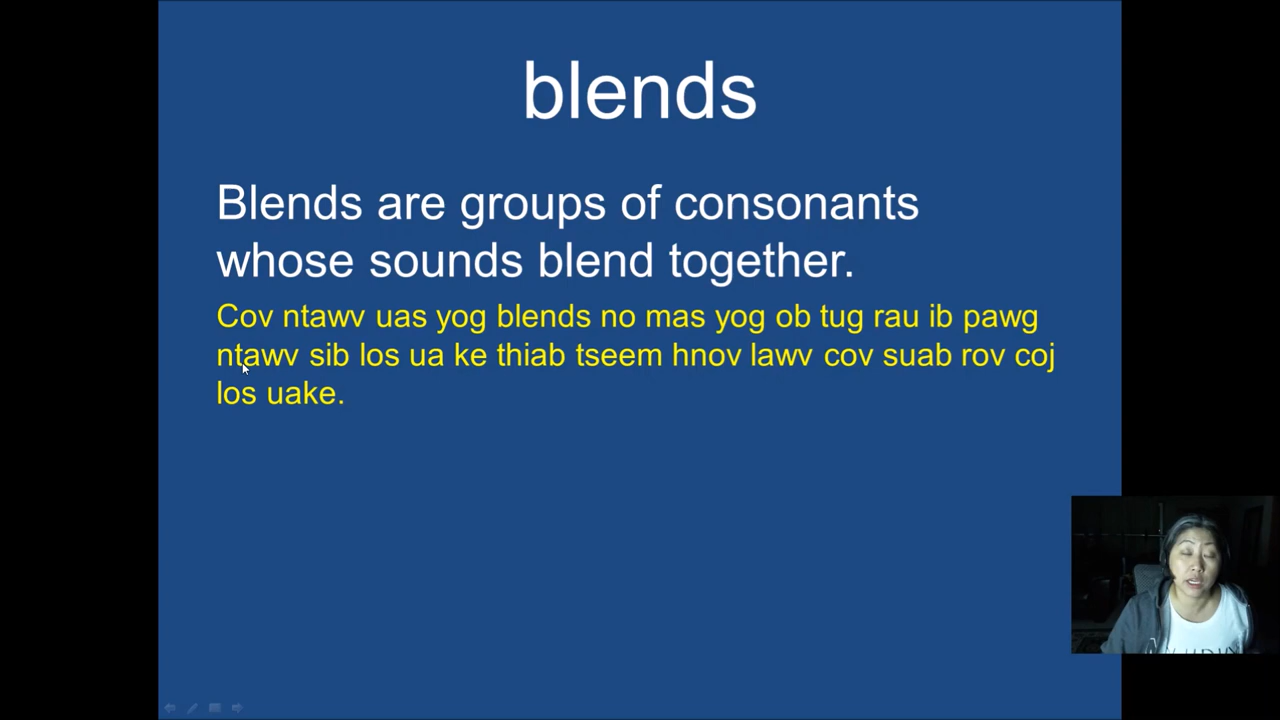 blends
Blends are groups of consonants
whose sounds blend together.
Cov ntawv uas yog blends no mas yog ob tug rau ib pawg
ntawv sib los ua ke thiab tseem hnov lawv cov suab rov coj
los uake.